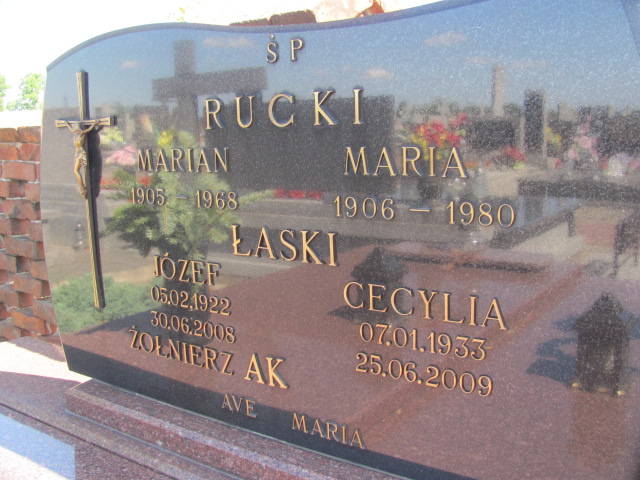 ŚP
RUCKI
MARIAN MARIA
1905 - 1968 1906 - 1980
ŁASKI
JÓZEF CECYLIA
05.02.1922 07.01.1933
30.06.2008 25.06.2009
ŻOŁNIERZ AK
AVE MARIA